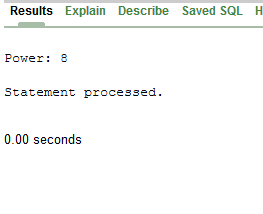 Results Explain Describe Saved SQL H
Power: 8
Statement processed.
0.00 seconds